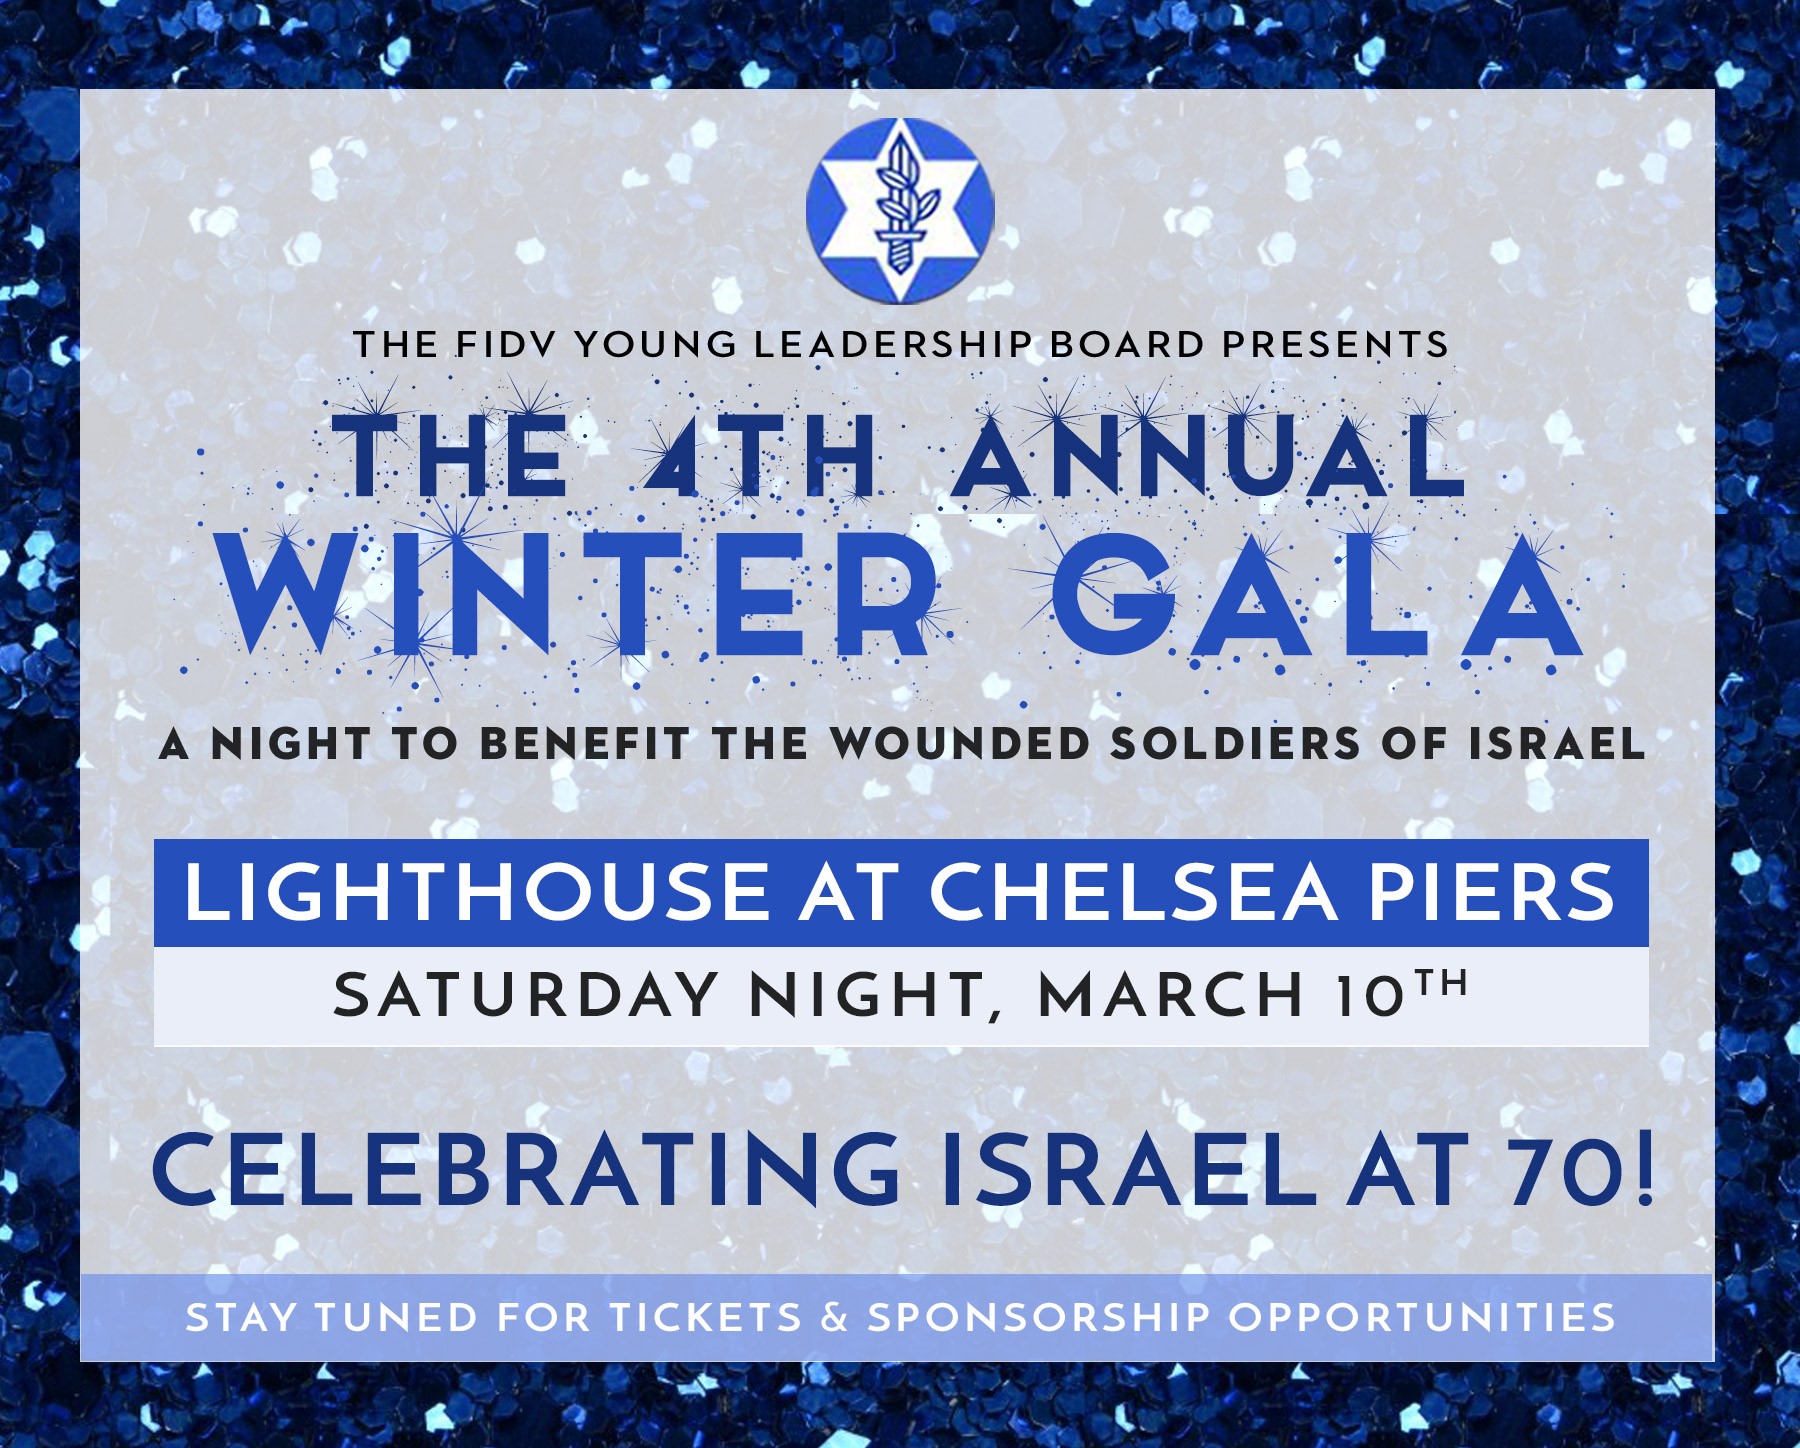 THE FIDV YOUNG LEADERSHIP BOARD PRESENTS
THE 4TH ANNUAL
WINTER GALA
A NIGHT TO BENEFIT THE WOUNDED SOLDIERS OF ISRAEL
LIGHTHOUSE AT CHELSEA PIERS
SATURDAY NIGHT, MARCH 10TH
CELEBRATING ISRAEL AT 70!
STAY TUNED FOR TICKETS & SPONSORSHIP OPPORTUNITIES